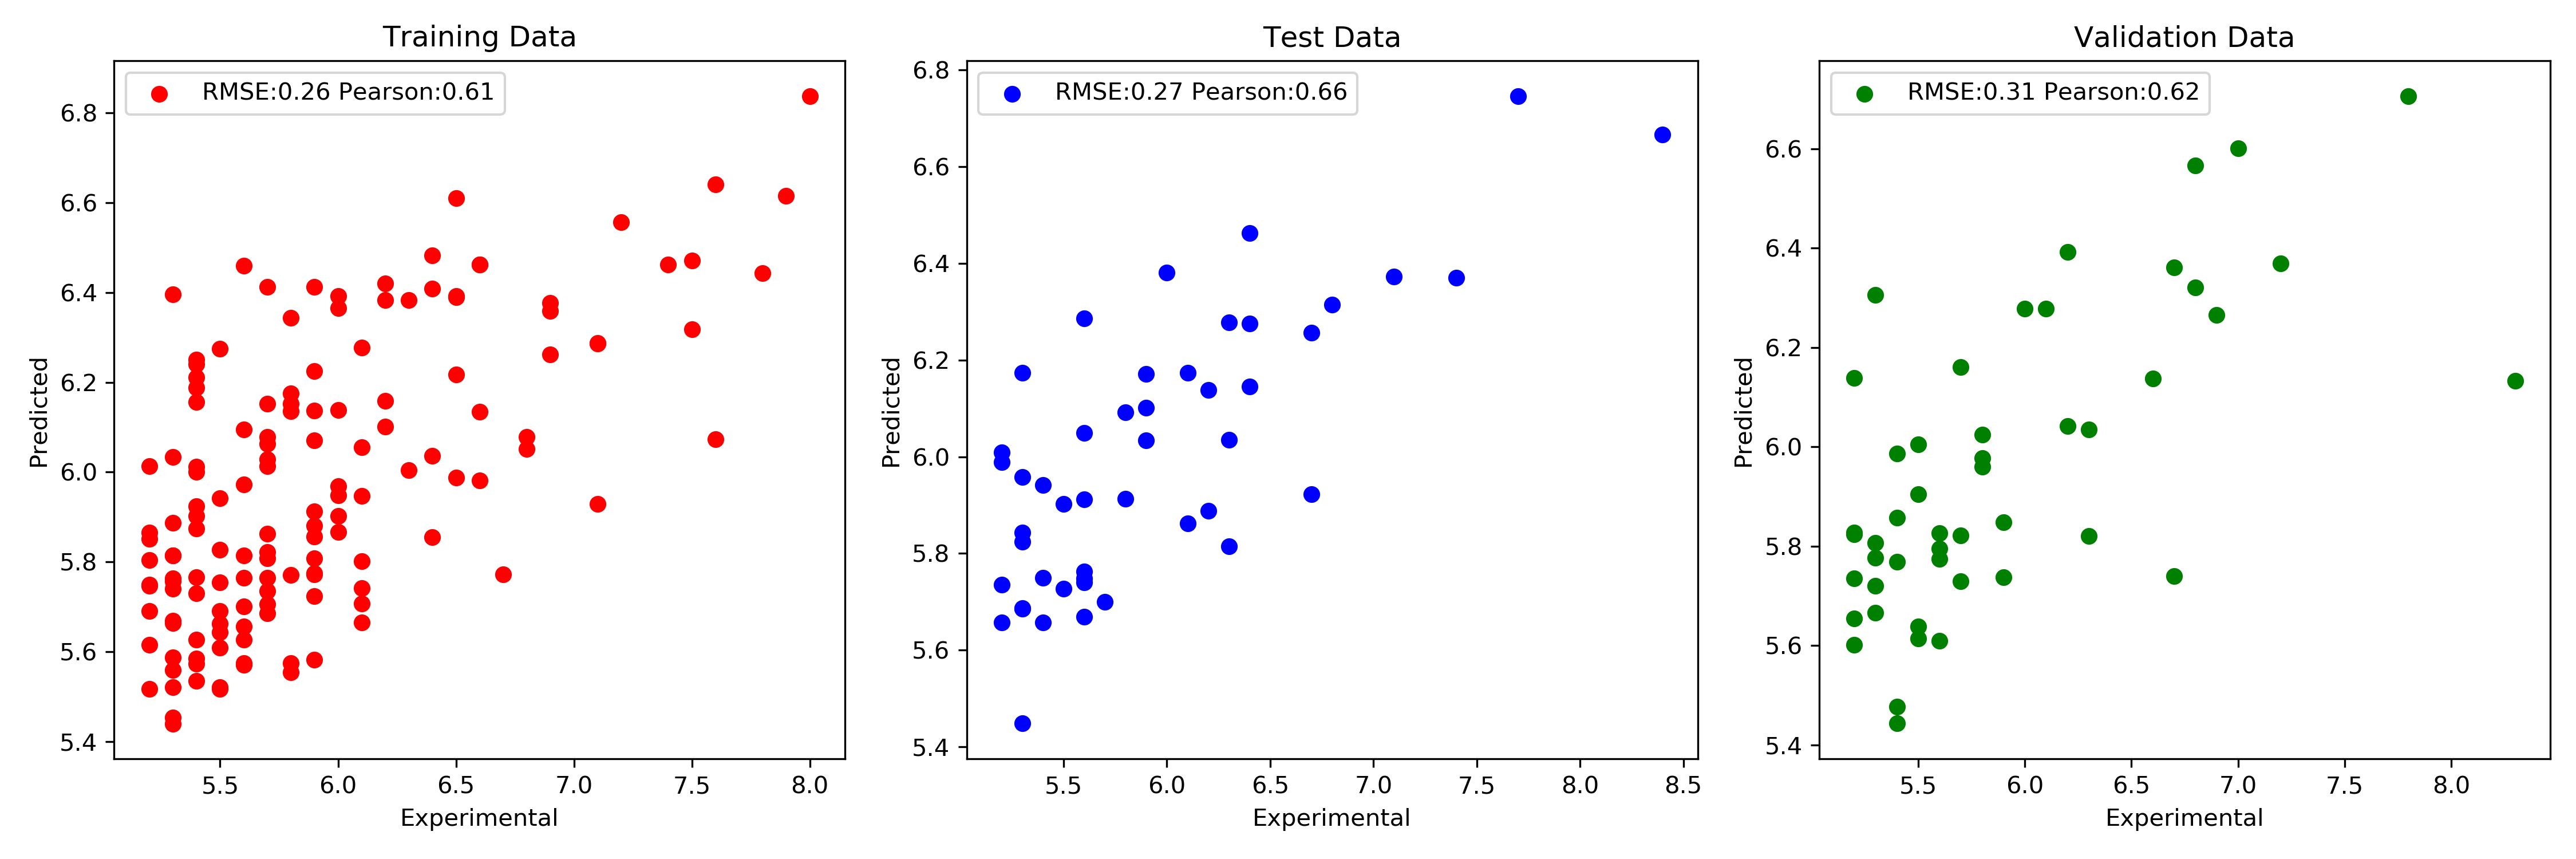 Training Data
RMSE:0.26 Pearson:0.61
6.8
6.6
6.4
6.2
6.0
5.8
5.6
5.4
Predicted
5.5 6.0 6.5 7.0 7.5 8.0
Experimental
Test Data
RMSE:0.27 Pearson:0.66
6.8
6.6
6.4
6.2
6.0
5.8
5.6
5.4
Predicted
5.5 6.0 6.5 7.0 7.5 8.0 8.5
Experimental
Validation Data
RMSE:0.31 Pearson:0.62
6.6
6.4
6.2
6.0
5.8
5.6
5.4
Predicted
5.5 6.0 6.5 7.0 7.5 8.0
Experimental